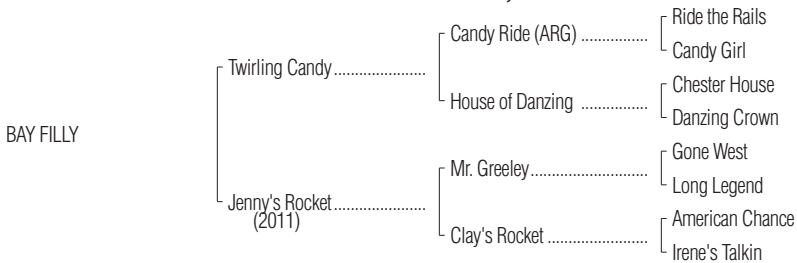 Ride the Rails
Candy Ride (ARG) ................
Candy Girl
Twirling Candy......................
Chester House
House of Danzing ................
Danzing Crown
BAY FILLY
Gone West
Mr. Greeley............................
Long Legend
Jenny's Rocket......................
(2011)
American Chance
Clay's Rocket ........................
Irene's Talkin